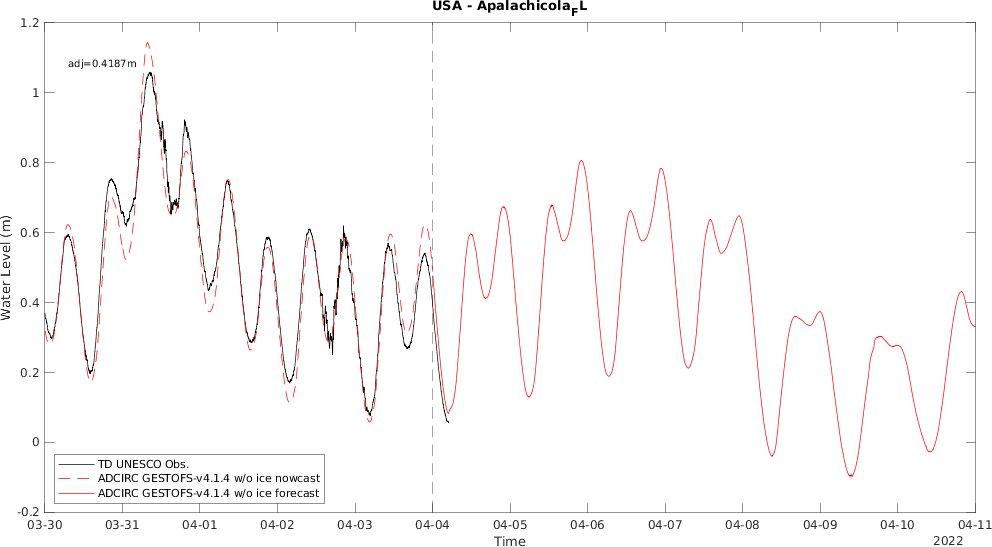 USA - Apalachicola_FL
adj=0.4187m
1.2
1
0.8
0.6
0.4
0.2
0
-0.2
Water Level (m)
TD UNESCO Obs.
ADCIRC GESTOFS-v4.1.4 w/o ice nowcast
ADCIRC GESTOFS-v4.1.4 w/o ice forecast
03-30 03-31 04-01 04-02 04-03 04-04 04-05 04-06 04-07 04-08 04-09 04-10 04-11
Time
2022